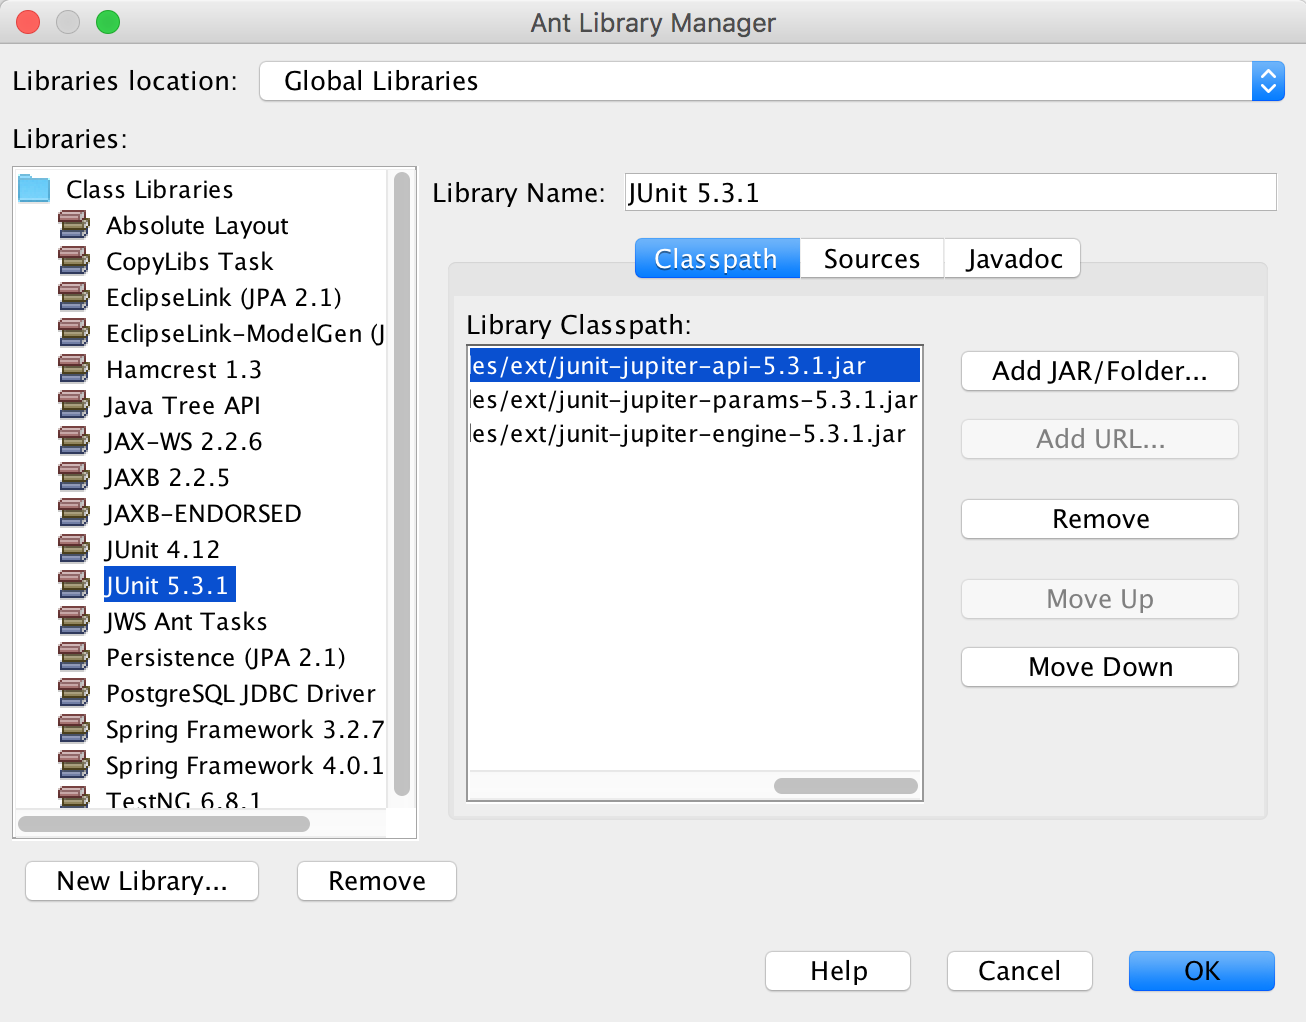 Ant Library Manager
Libraries location:
Global Libraries
Libraries:
Class Libraries
Absolute Layout
CopyLibs Task
EclipseLink (JPA 2.1)
EclipseLink-ModelGen (J
Hamcrest 1.3
Java Tree API
JAX-WS 2.2.6
JAXB 2.2.5
JAXB-ENDORSED
JUnit 4.12
JUnit 5.3.1
JWS Ant Tasks
Persistence (JPA 2.1)
PostgreSQL JDBC Driver
Spring Framework 3.2.7
Spring Framework 4.0.1
TestNG 6.8.1
New Library...
Remove
Library Name:
JUnit 5.3.1
Classpath
Sources
Javadoc
Library Classpath:
es/ext/junit-jupiter-api-5.3.1.jar
les/ext/junit-jupiter-params-5.3.1.jar
les/ext/junit-jupiter-engine-5.3.1.jar
Add JAR/Folder...
Add URL...
Remove
Move Up
Move Down
Help
Cancel
OK